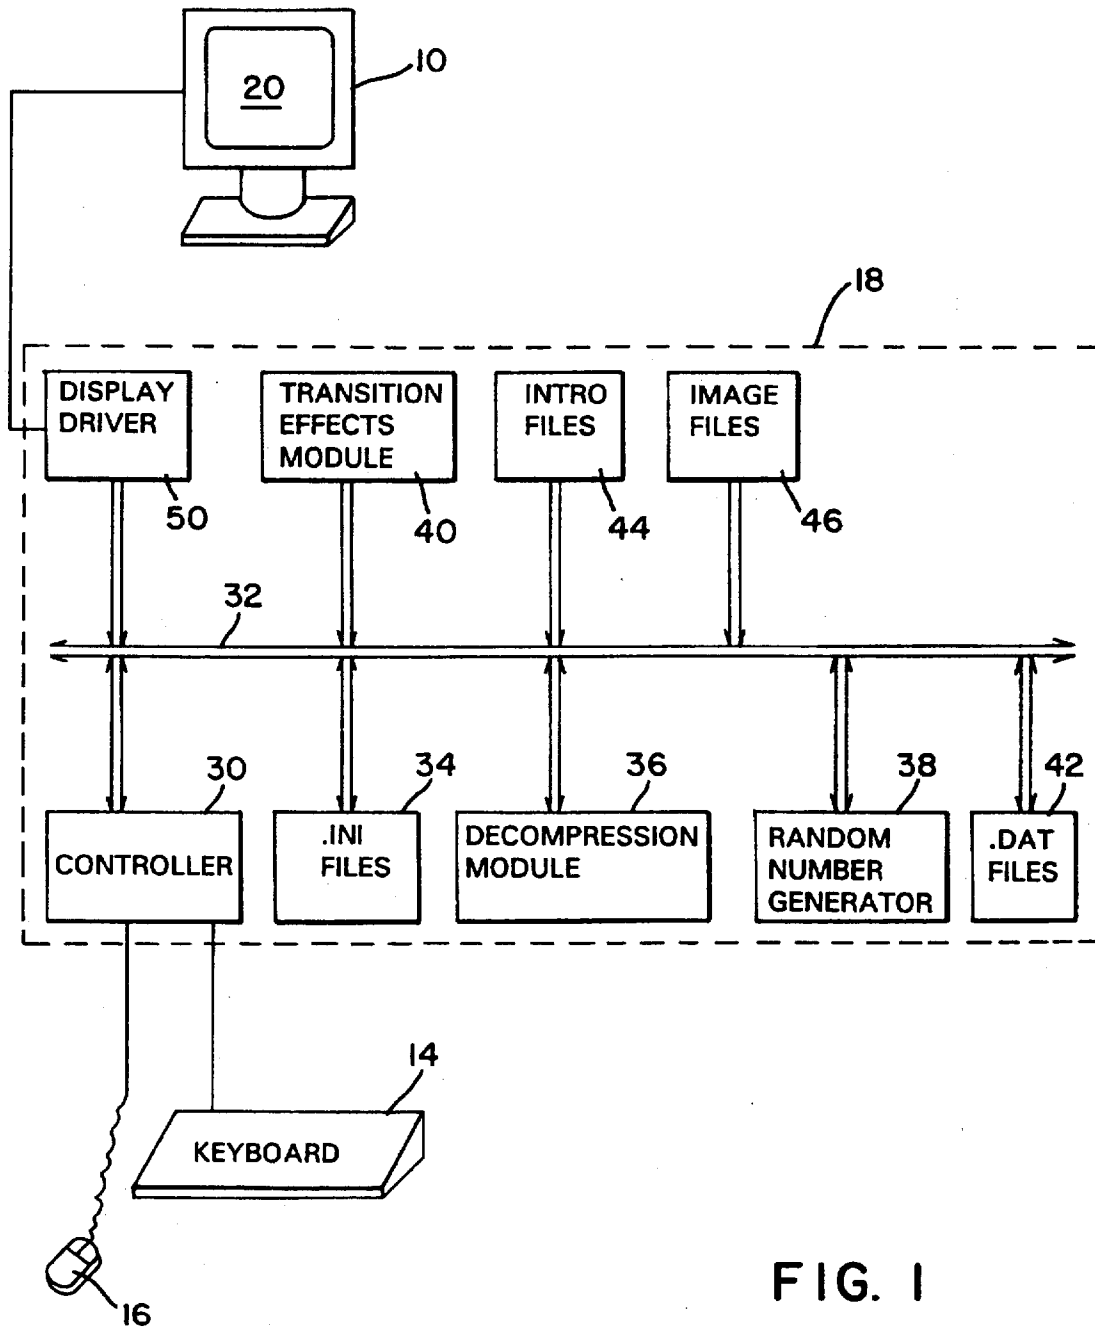 10
20
18
DISPLAY
DRIVER
50
TRANSITION
EFFECTS
MODULE
40
INTRO
FILES
44
IMAGE
FILES
46
32
30
CONTROLLER
34
.INI
FILES
36
DECOMPRESSION
MODULE
38
RANDOM
NUMBER
GENERATOR
42
.DAT
FILES
14
KEYBOARD
16
FIG. 1